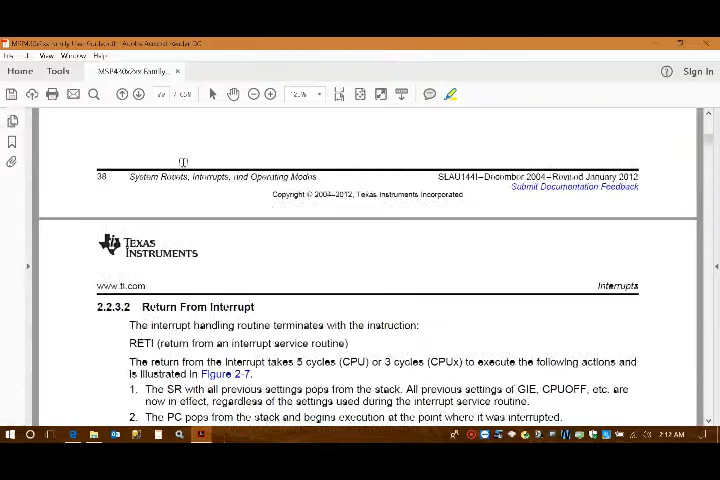 MSP430x2xx Family User Guide.pdf - Adobe Acrobat Reader DC
View Window Help
Home Tools MSP430x2xx Family... × Sign In
/ 658 125%
38 System Resets, Interrupts, and Operating Modes SLAU144I–December 2004–Revised January 2012
Submit Documentation Feedback
Copyright © 2004–2012, Texas Instruments Incorporated
TEXAS
INSTRUMENTS
www.ti.com Interrupts
2.2.3.2 Return From Interrupt
The interrupt handling routine terminates with the instruction:
RETI (return from an interrupt service routine)
The return from the interrupt takes 5 cycles (CPU) or 3 cycles (CPUx) to execute the following actions and
is illustrated in Figure 2-7.
1. The SR with all previous settings pops from the stack. All previous settings of GIE, CPUOFF, etc. are
now in effect, regardless of the settings used during the interrupt service routine.
2. The PC pops from the stack and begins execution at the point where it was interrupted.
2:12 AM